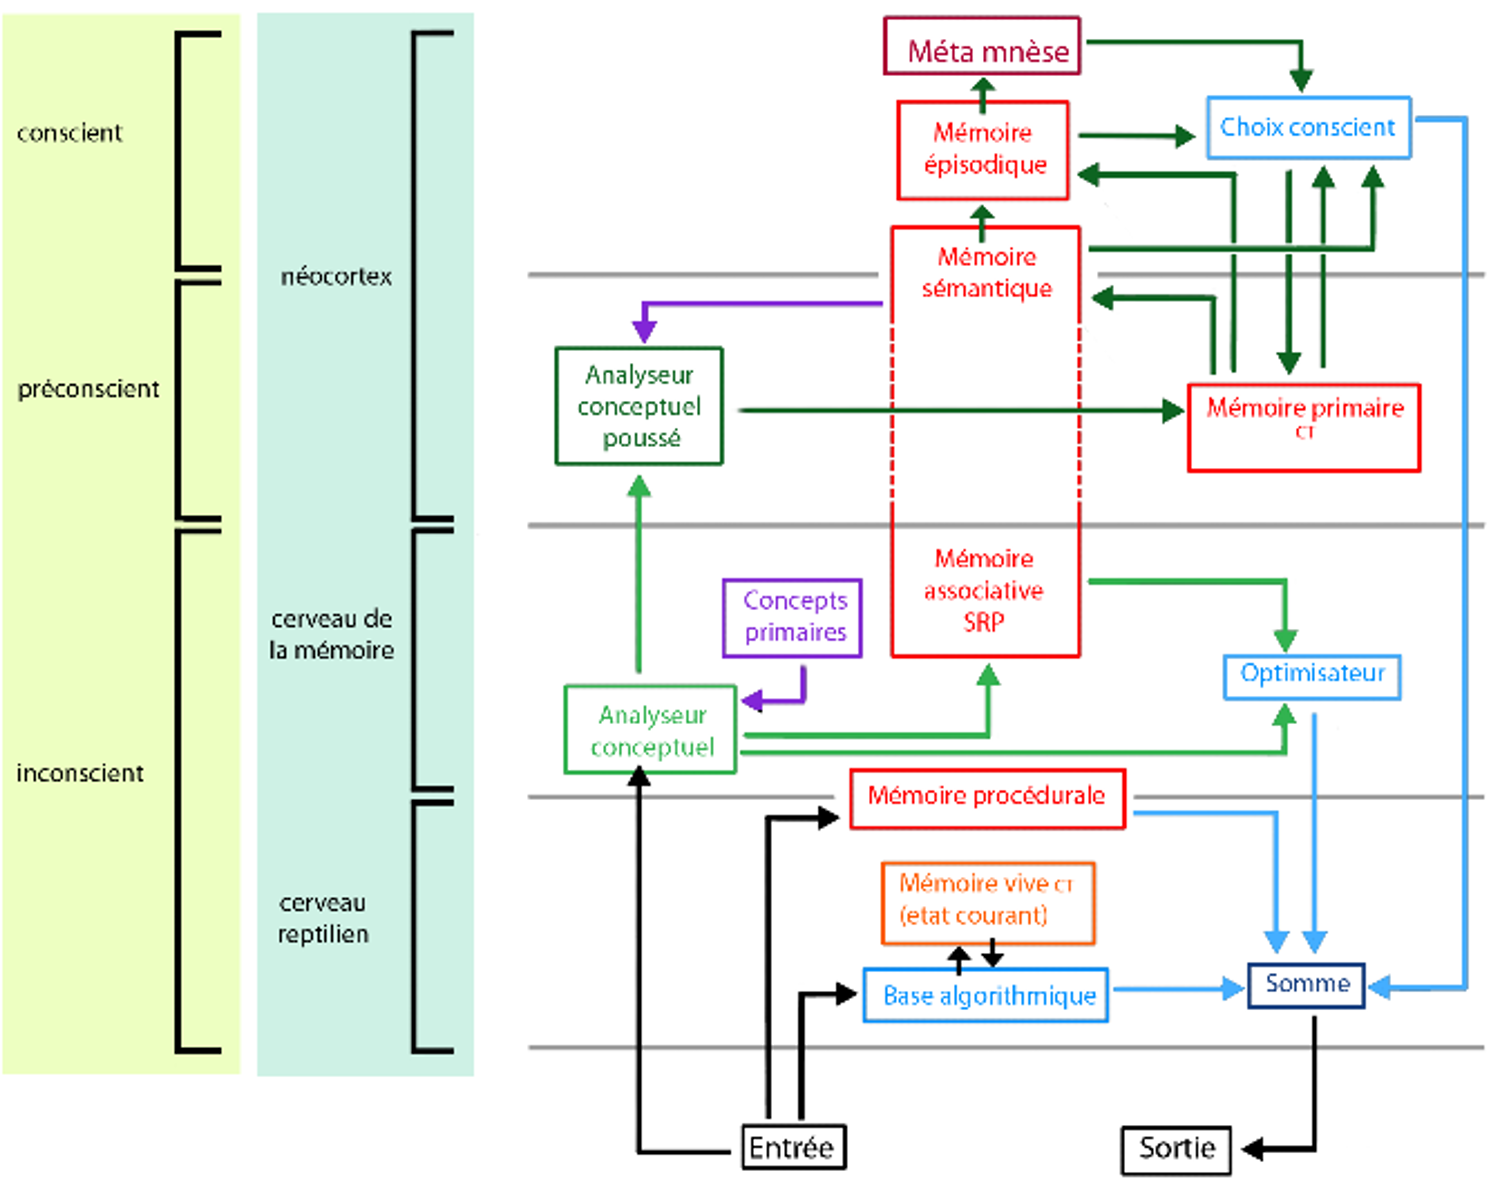 conscient
préconscient
inconscient
néocortex
cerveau de
la mémoire
cerveau
reptilien
Méta mnèse
Mémoire
épisodique
Choix conscient
Mémoire
sémantique
Analyseur
conceptuel
poussé
Mémoire primaire
CT
Mémoire
associative
SRP
Concepts
primaires
Optimisateur
Analyseur
conceptuel
Mémoire procédurale
Mémoire vive CT
(etat courant)
Base algorithmique
Somme
Entrée
Sortie